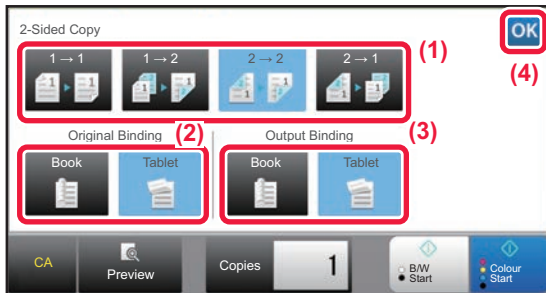 2-Sided Copy
OK
(1)
(4)
1 → 1
1 → 2
2 → 2
2 → 1
Original Binding
(2)
Output Binding
(3)
Book
Tablet
Book
Tablet
CA
Preview
Copies
1
B/W
Start
Colour
Start